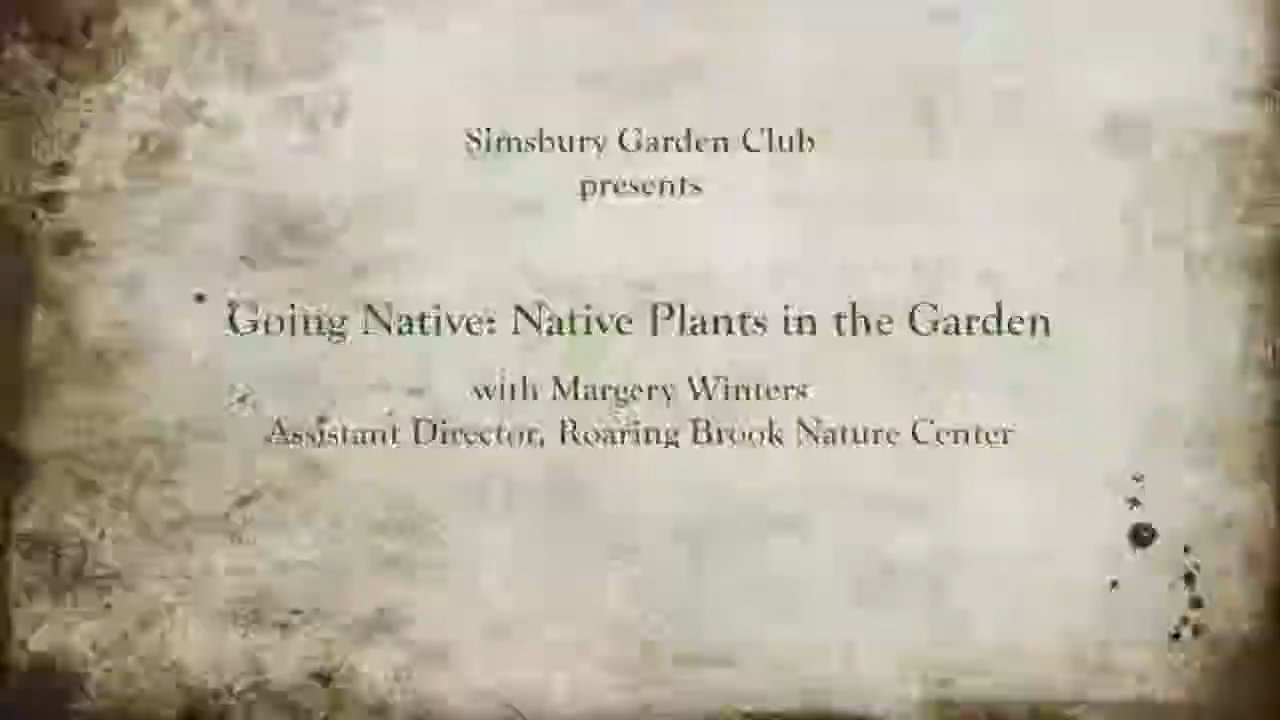 Simsbury Garden Club
presents
Going Native: Native Plants in the Garden
with Margery Winters
Assistant Director, Roaring Brook Nature Center